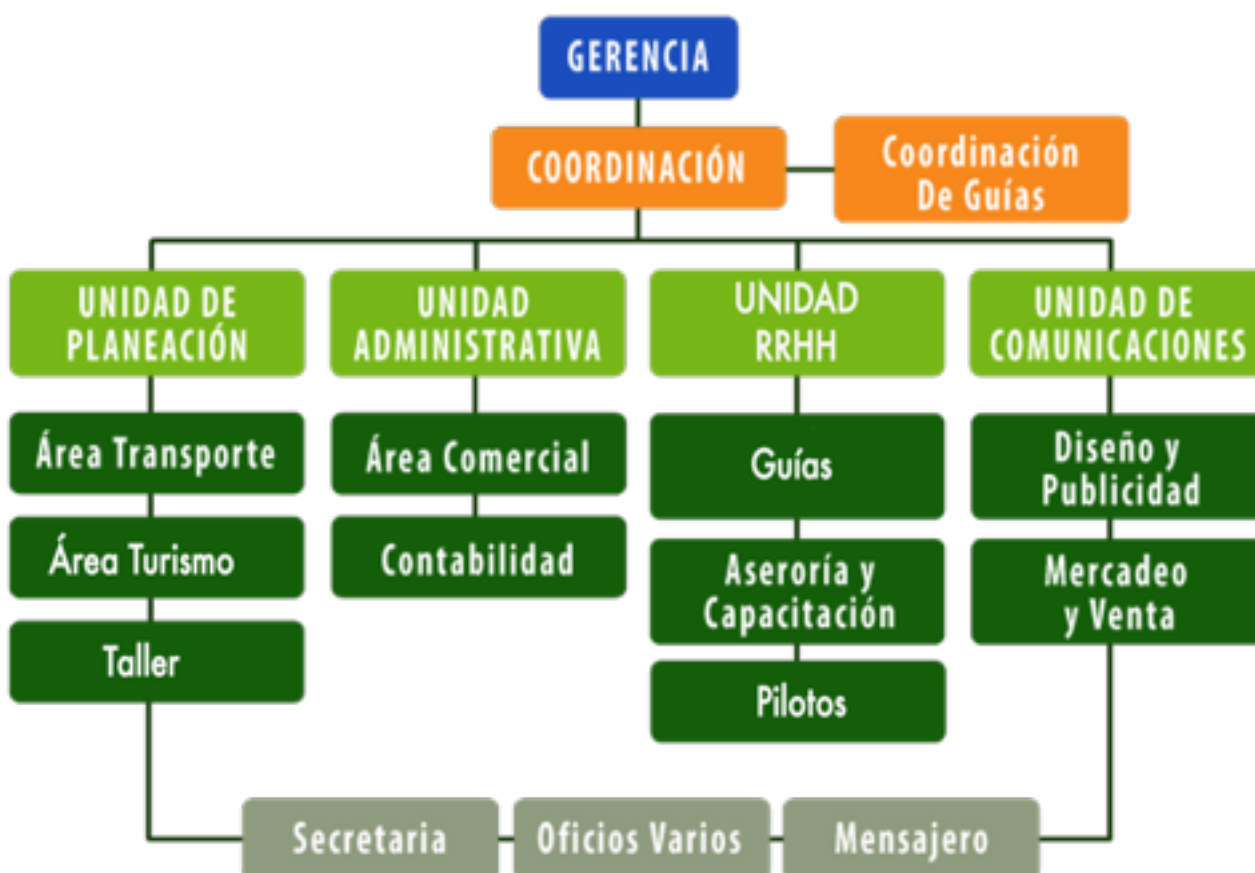 GERENCIA
COORDINACIÓN
Coordinación
De Guías
UNIDAD DE
PLANEACIÓN
UNIDAD
ADMINISTRATIVA
UNIDAD
RRHH
UNIDAD DE
COMUNICACIONES
Área Transporte
Área Turismo
Taller
Área Comercial
Contabilidad
Guías
Aseroría y
Capacitación
Pilotos
Diseño y
Publicidad
Mercadeo
y Venta
Secretaria
Oficios Varios
Mensajero